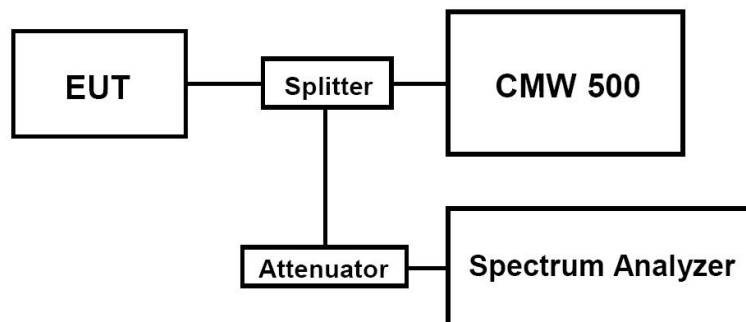 EUT
Splitter
CMW 500
Attenuator
Spectrum Analyzer